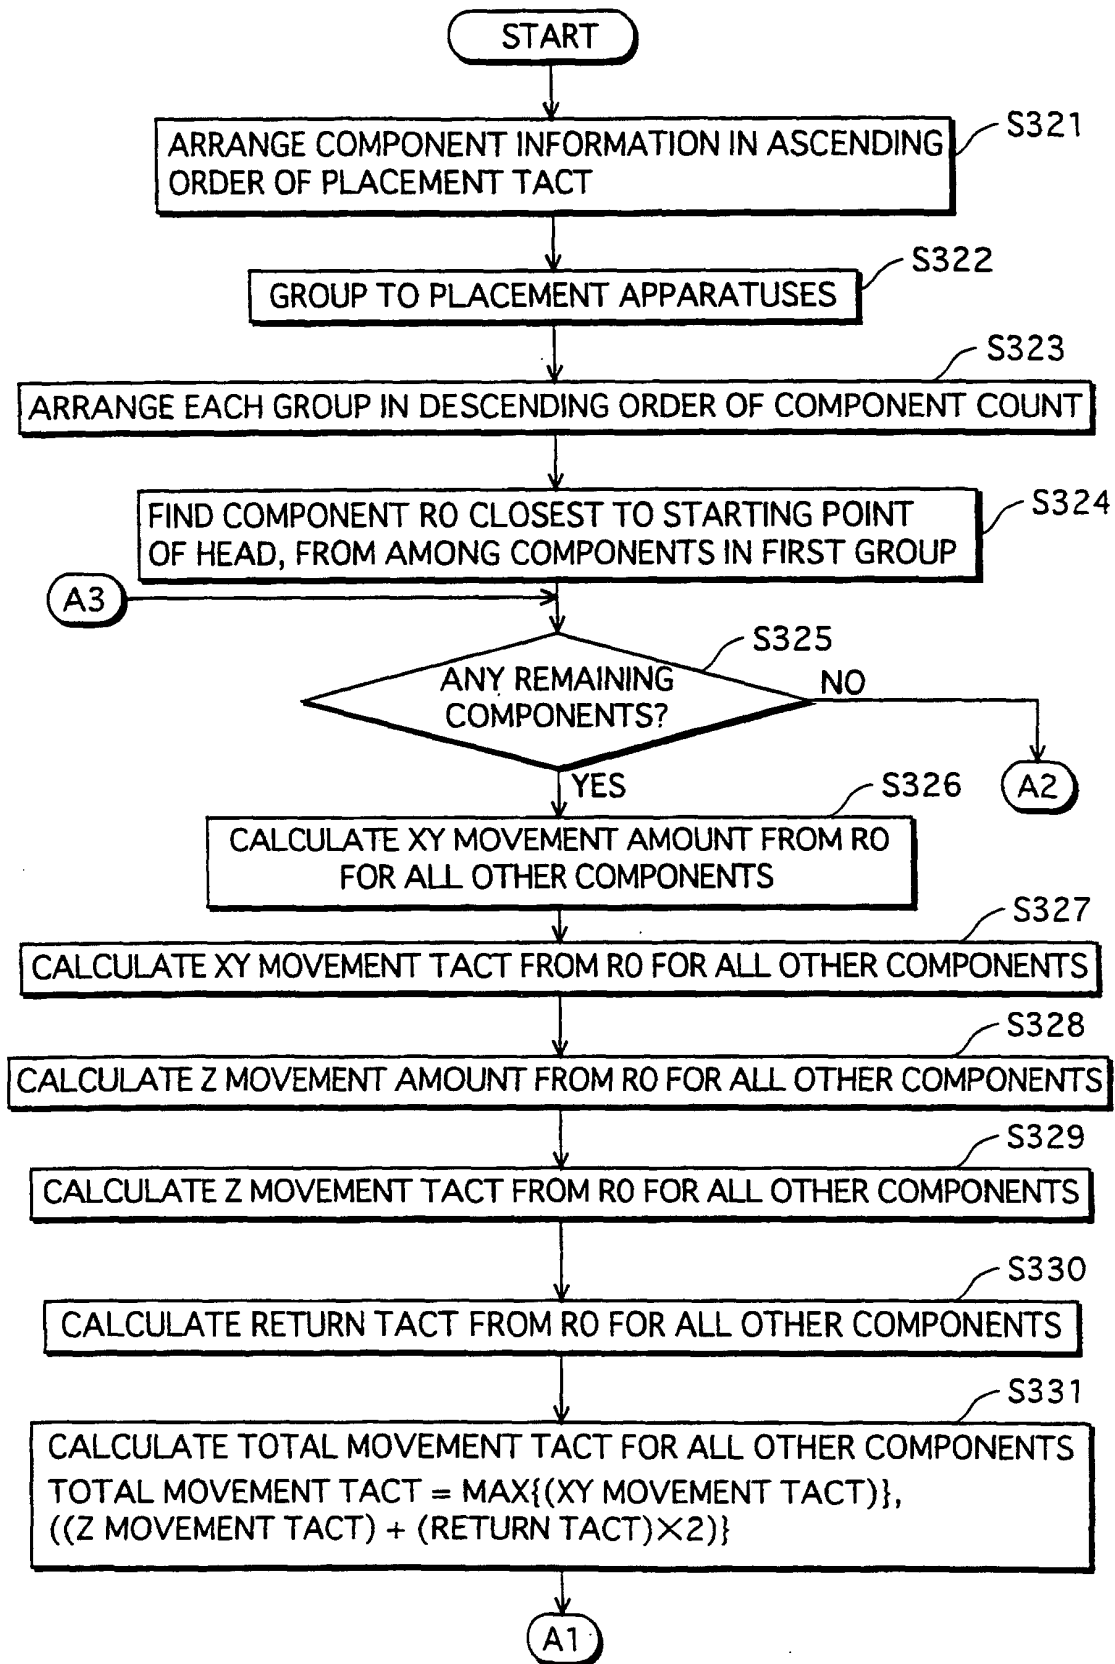 START
S321
ARRANGE COMPONENT INFORMATION IN ASCENDING
ORDER OF PLACEMENT TACT
S322
GROUP TO PLACEMENT APPARATUSES
S323
ARRANGE EACH GROUP IN DESCENDING ORDER OF COMPONENT COUNT
S324
FIND COMPONENT R0 CLOSEST TO STARTING POINT
OF HEAD, FROM AMONG COMPONENTS IN FIRST GROUP
A3
S325
ANY REMAINING
COMPONENTS?
NO
A2
YES
S326
CALCULATE XY MOVEMENT AMOUNT FROM R0
FOR ALL OTHER COMPONENTS
S327
CALCULATE XY MOVEMENT TACT FROM R0 FOR ALL OTHER COMPONENTS
S328
CALCULATE Z MOVEMENT AMOUNT FROM R0 FOR ALL OTHER COMPONENTS
S329
CALCULATE Z MOVEMENT TACT FROM R0 FOR ALL OTHER COMPONENTS
S330
CALCULATE RETURN TACT FROM R0 FOR ALL OTHER COMPONENTS
S331
CALCULATE TOTAL MOVEMENT TACT FOR ALL OTHER COMPONENTS
TOTAL MOVEMENT TACT = MAX{(XY MOVEMENT TACT)},
((Z MOVEMENT TACT) + (RETURN TACT)×2)}
A1